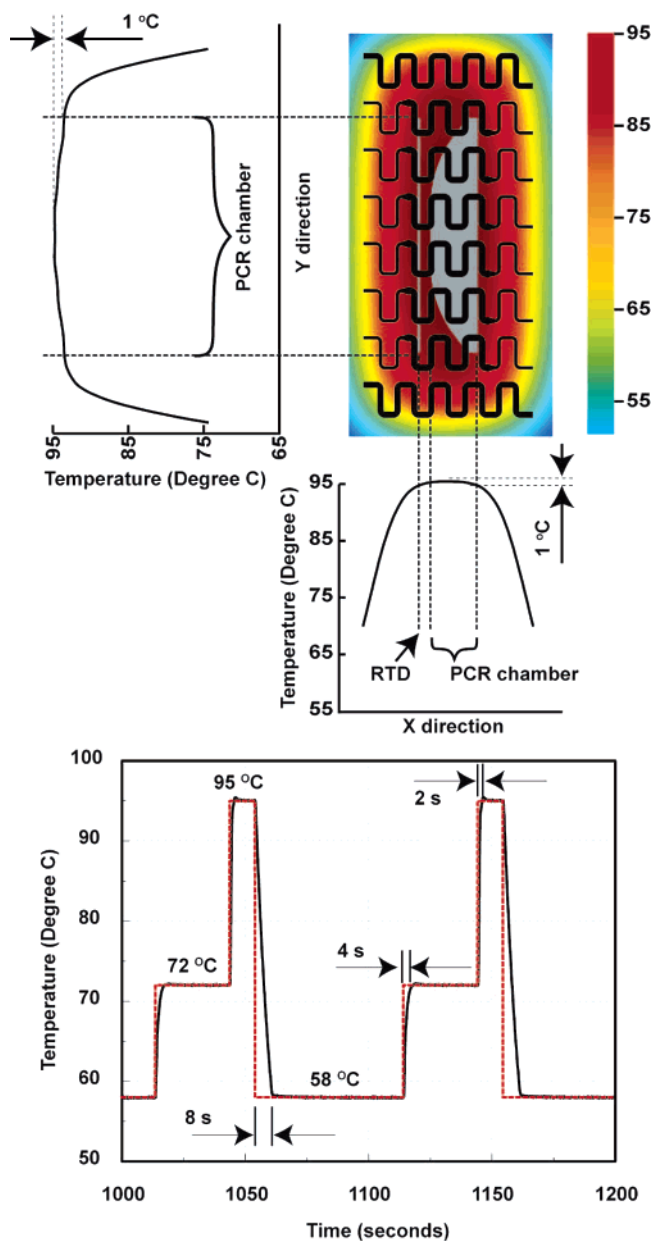 1 °C
PCR chamber
Y direction
95
85
75
65
Temperature (Degree C)
95
85
75
65
55
95
85
75
65
55
Temperature (Degree C)
1 °C
RTD
PCR chamber
X direction
100
90
80
70
60
50
Temperature (Degree C)
95 °C
72 °C
58 °C
2 s
4 s
8 s
1000
1050
1100
1150
1200
Time (seconds)